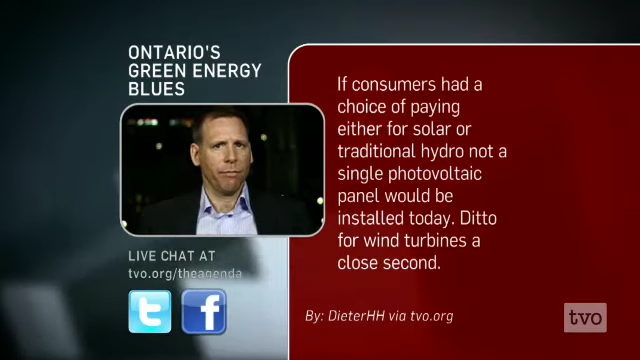 ONTARIO'S
GREEN ENERGY
BLUES
LIVE CHAT AT
tvo.org/theagenda
If consumers had a
choice of paying
either for solar or
traditional hydro not a
single photovoltaic
panel would be
installed today. Ditto
for wind turbines a
close second.
By: DieterHH via tvo.org
tvo